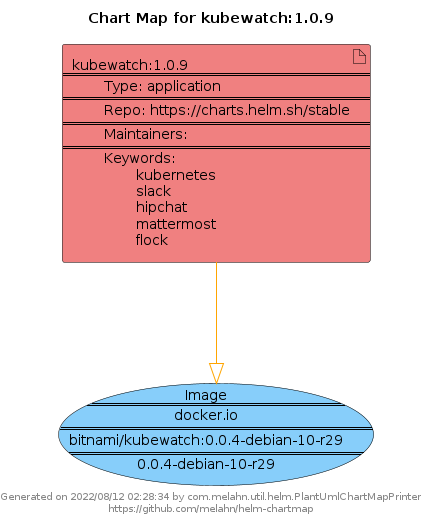 Chart Map for kubewatch:1.0.9
kubewatch:1.0.9
Type: application
Repo: https://charts.helm.sh/stable
Maintainers:
Keywords:
kubernetes
slack
hipchat
mattermost
flock
Image
docker.io
bitnami/kubewatch:0.0.4-debian-10-r29
0.0.4-debian-10-r29
Generated on 2022/08/12 02:28:34 by com.melahn.util.helm.PlantUmlChartMapPrinter
https://github.com/melahn/helm-chartmap